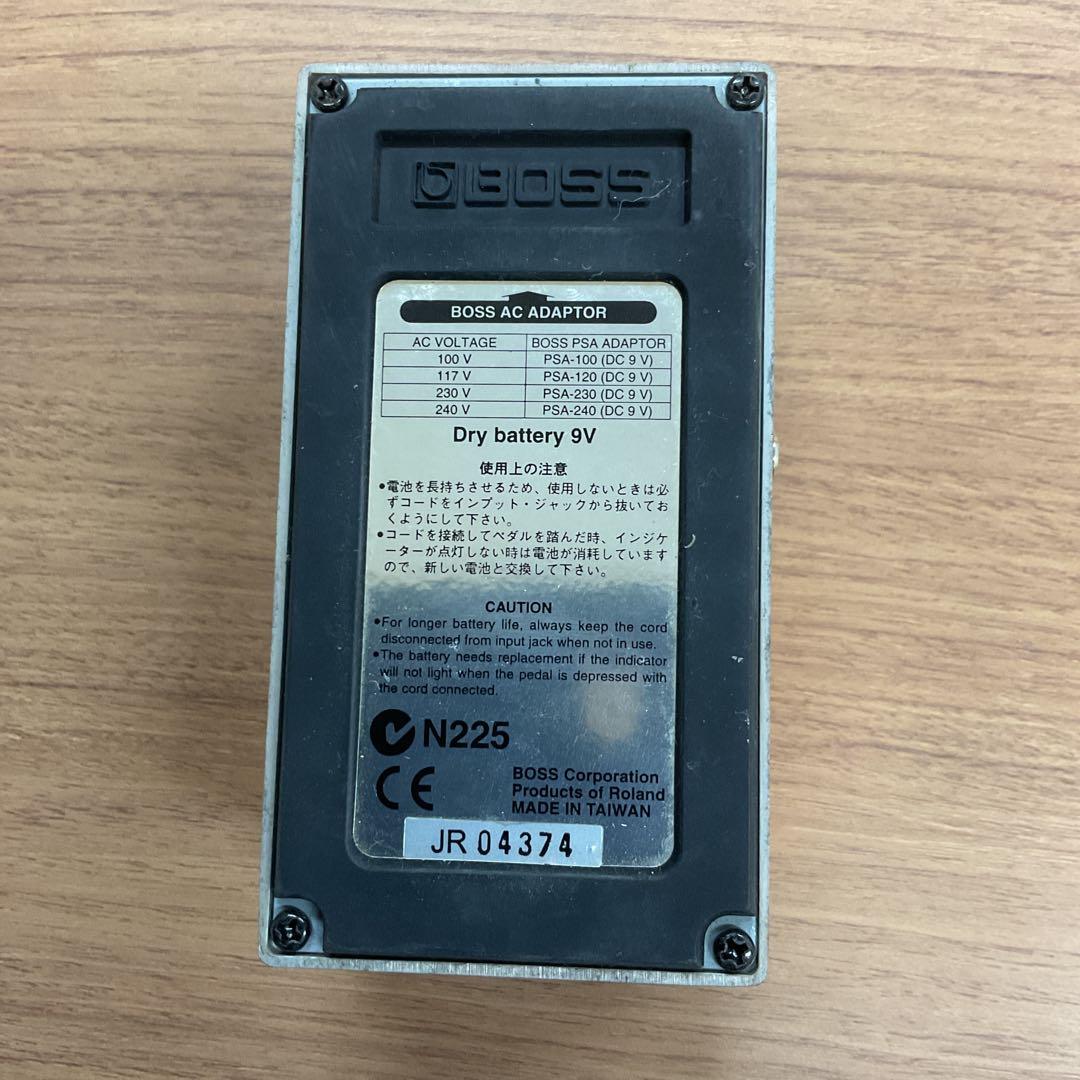 BOSS
BOSS AC ADAPTOR
AC VOLTAGE BOSS PSA ADAPTOR
100 V PSA-100 (DC 9 V)
117 V PSA-120 (DC 9 V)
230 V PSA-230 (DC 9 V)
240 V PSA-240 (DC 9 V)
Dry battery 9V
使用上の注意
●電池を長持ちさせるため、使用しないときは必
ずコードをインプット・ジャックから抜いてお
くようにして下さい。
●コードを接続してペダルを踏んだ時、インジケ
ーターが点灯しない時は電池が消耗しています
ので、新しい電池と交換して下さい。
CAUTION
●For longer battery life, always keep the cord
disconnected from input jack when not in use.
●The battery needs replacement if the indicator
will not light when the pedal is depressed with
the cord connected.
N225
CE
BOSS Corporation
Products of Roland
MADE IN TAIWAN
JR 04374